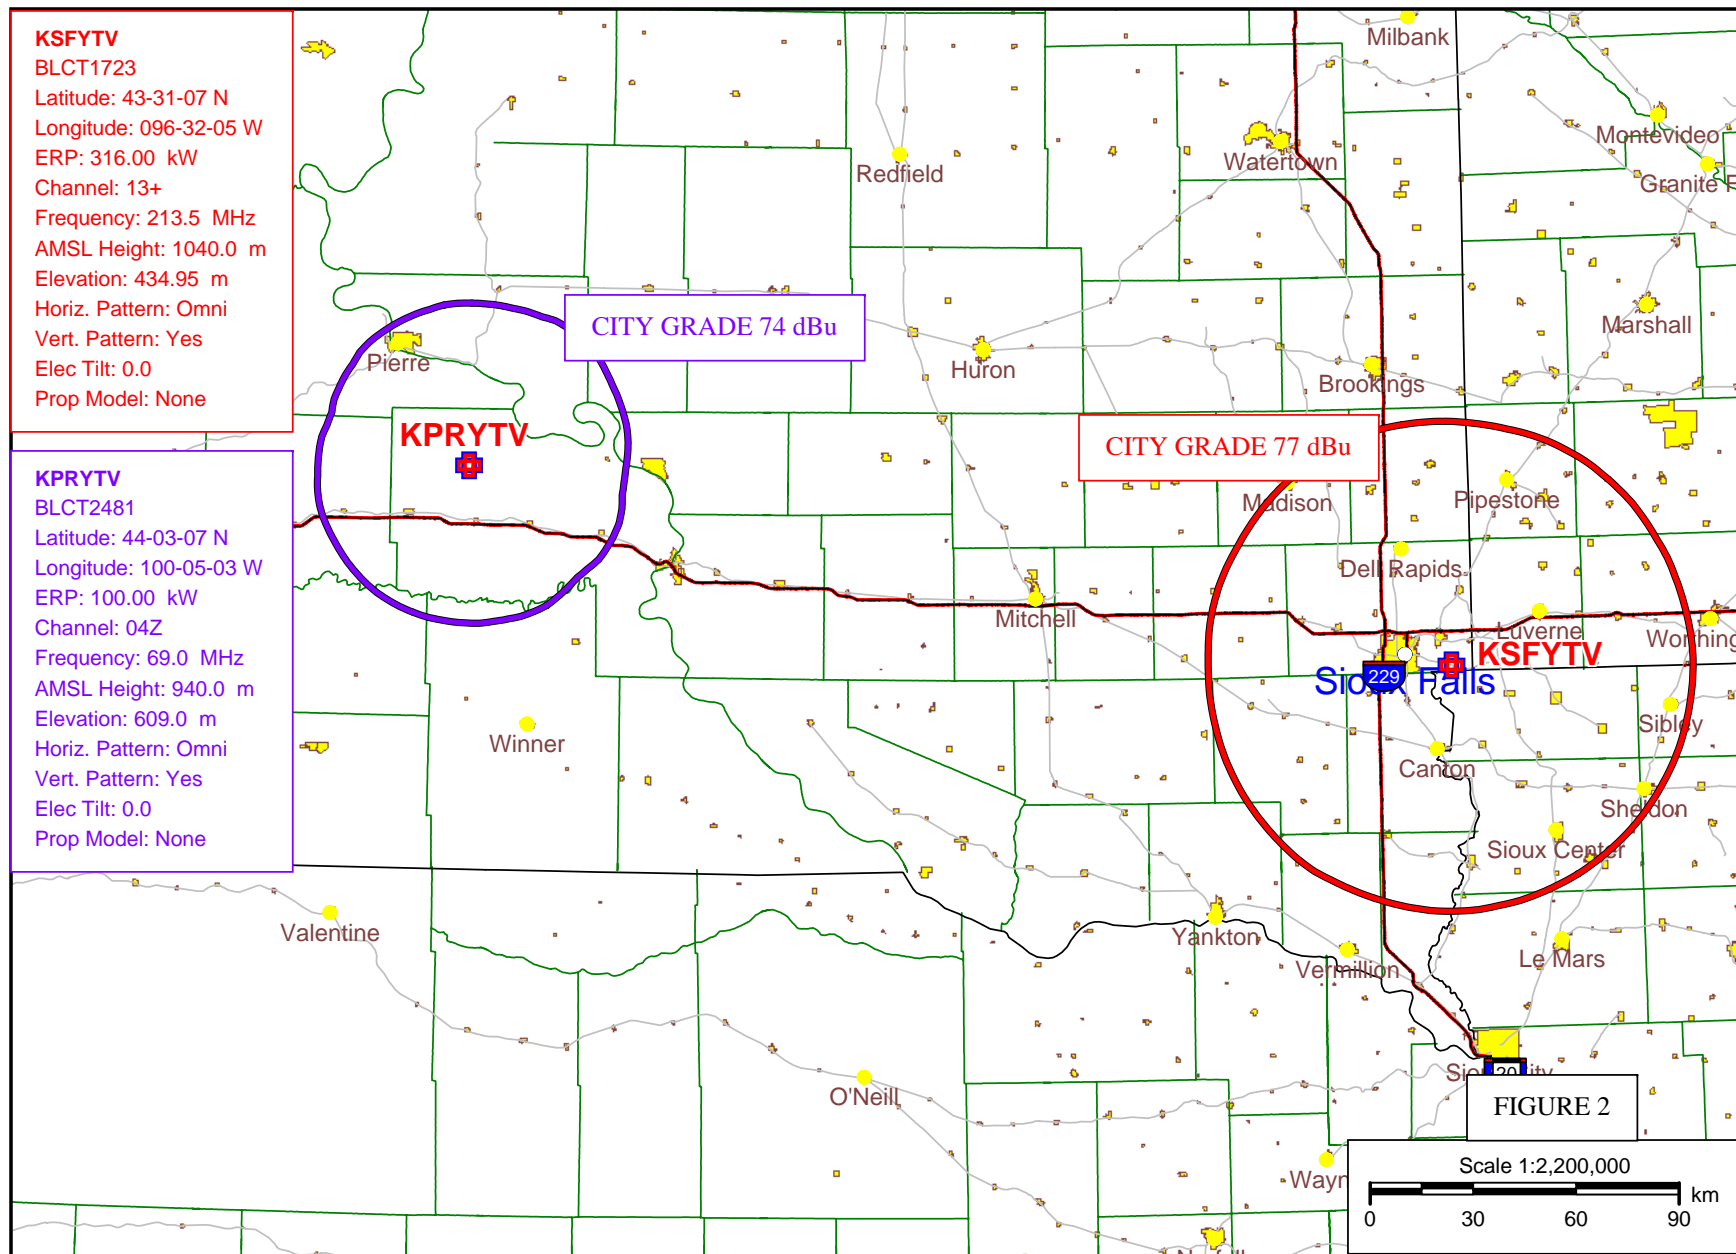 KSFYTV
BLCT1723
Latitude: 43-31-07 N
Longitude: 096-32-05 W
ERP: 316.00 kW
Channel: 13+
Frequency: 213.5 MHz
AMSL Height: 1040.0 m
Elevation: 434.95 m
Horiz. Pattern: Omni
Vert. Pattern: Yes
Elec Tilt: 0.0
Prop Model: None
KPRYTV
BLCT2481
Latitude: 44-03-07 N
Longitude: 100-05-03 W
ERP: 100.00 kW
Channel: 04Z
Frequency: 69.0 MHz
AMSL Height: 940.0 m
Elevation: 609.0 m
Horiz. Pattern: Omni
Vert. Pattern: Yes
Elec Tilt: 0.0
Prop Model: None
Milbank
Montevideo
Watertown
Redfield
Granite F
Marshall
CITY GRADE 74 dBu
Pierre
Huron
Brookings
KPRYTV
CITY GRADE 77 dBu
Madison
Pipestone
Dell Rapids
Mitchell
Luverne
Worthing
KSFYTV
229
Sioux Falls
Sibley
Winner
Canton
Sheldon
Sioux Center
Valentine
Yankton
Vermillion
Le Mars
Sioux City
20
O'Neill
FIGURE 2
Wayn
Scale 1:2,200,000
km
0 30 60 90